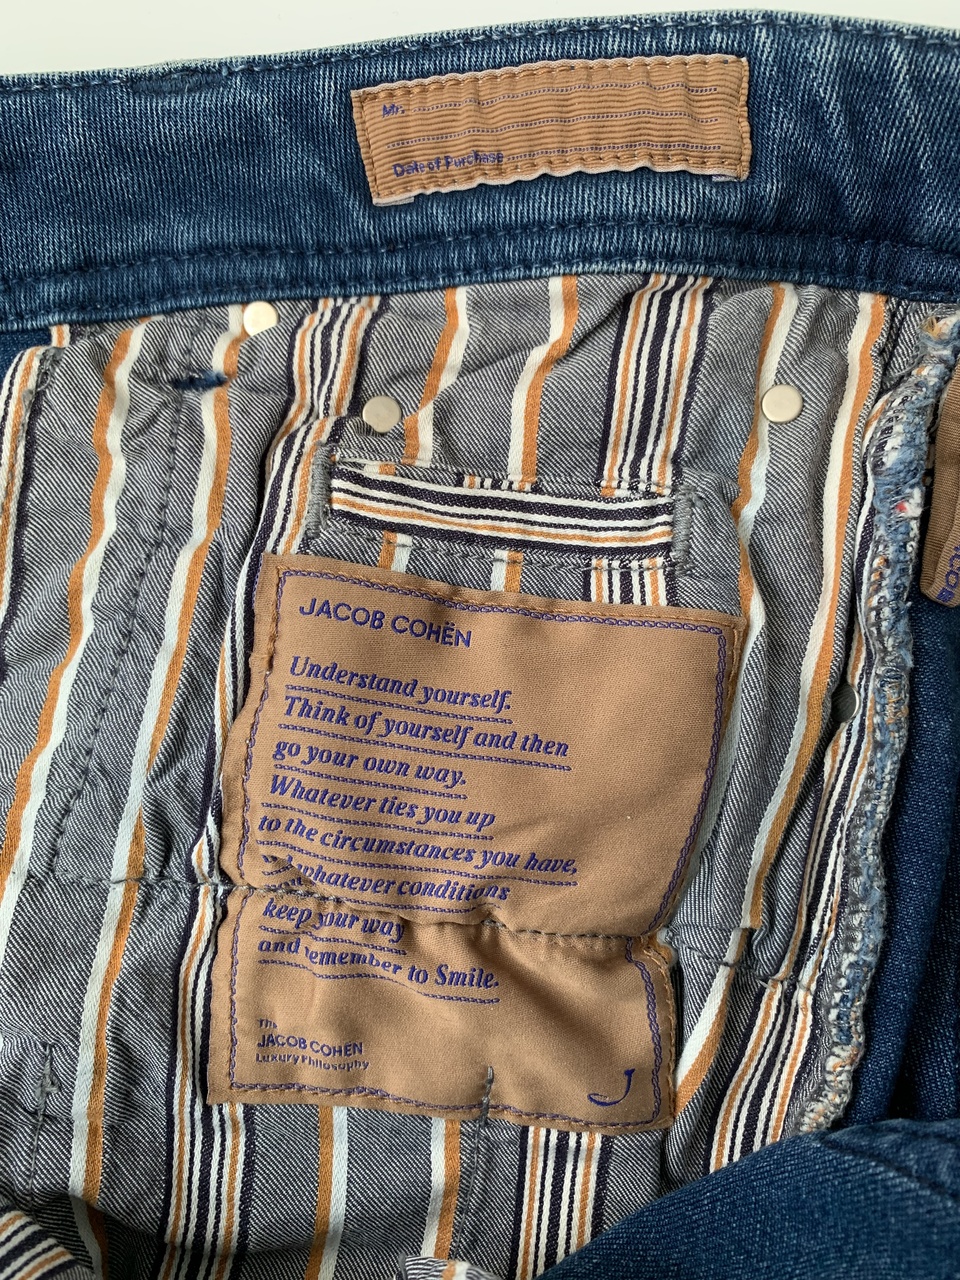 Mr.
Date of Purchase
JACOB COHËN
Understand yourself.
Think of yourself and then
go your own way.
Whatever ties you up
to the circumstances you have,
whatever conditions
keep your way
and remember to Smile.
The
JACOB COHËN
Luxury Philosophy
J